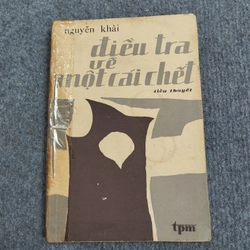 nguyễn khải
điều tra
về
một cái chết
tiểu thuyết
tpm